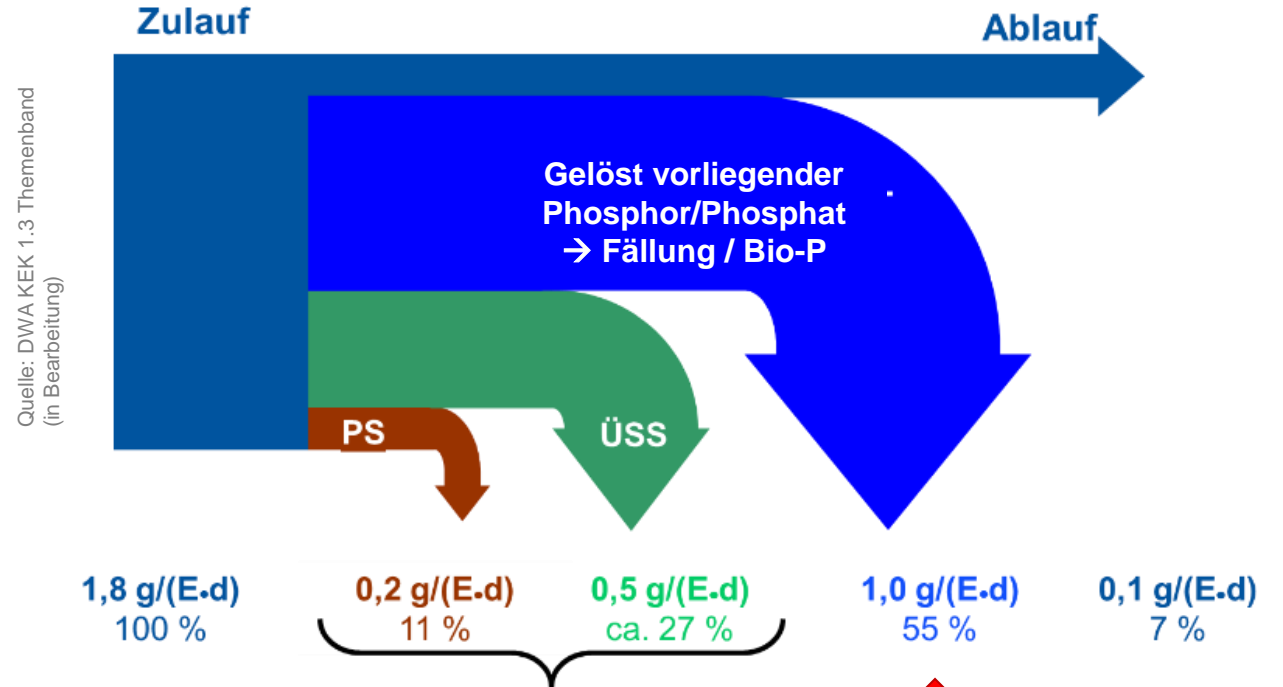 Zulauf
Ablauf
Quelle: DWA KEK 1.3 Themenband
(in Bearbeitung)
Gelöst vorliegender
Phosphor/Phosphat
→ Fällung / Bio-P
PS
ÜSS
1,8 g/(E•d)
100 %
0,2 g/(E•d)
11 %
0,5 g/(E•d)
ca. 27 %
1,0 g/(E•d)
55 %
0,1 g/(E•d)
7 %